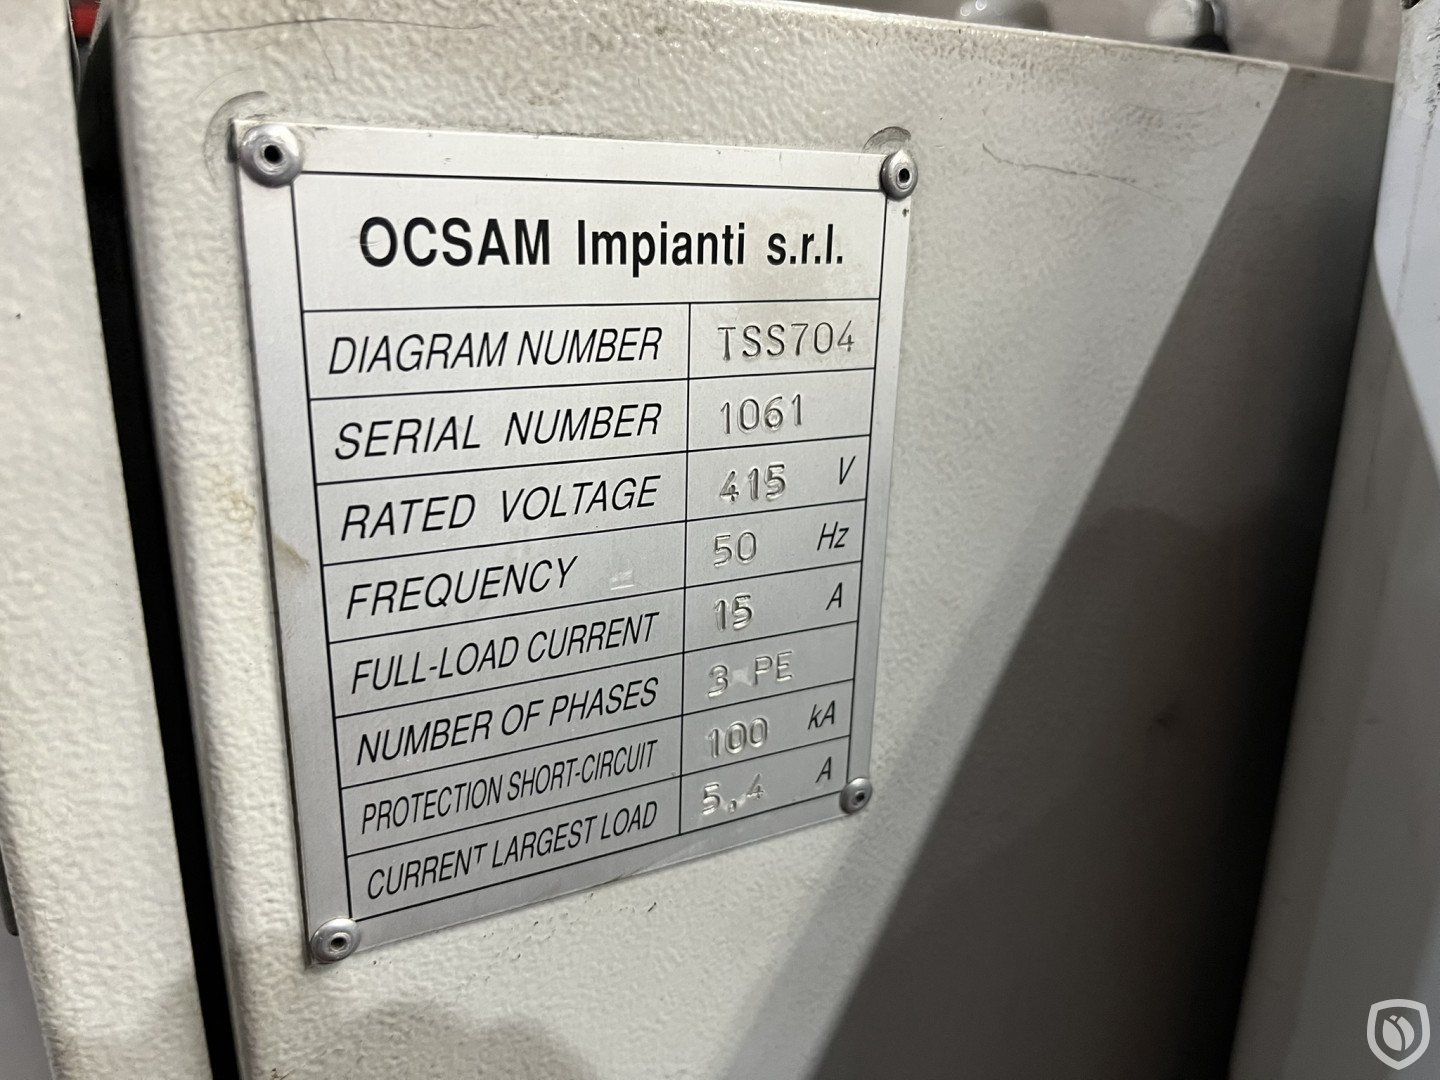 OCSAM Impianti s.r.l.
DIAGRAM NUMBER TSS704
SERIAL NUMBER 1061
RATED VOLTAGE 415 V
FREQUENCY 50 Hz
FULL-LOAD CURRENT 15 A
NUMBER OF PHASES 3 PE
PROTECTION SHORT-CIRCUIT 100 kA
CURRENT LARGEST LOAD 5,4 A